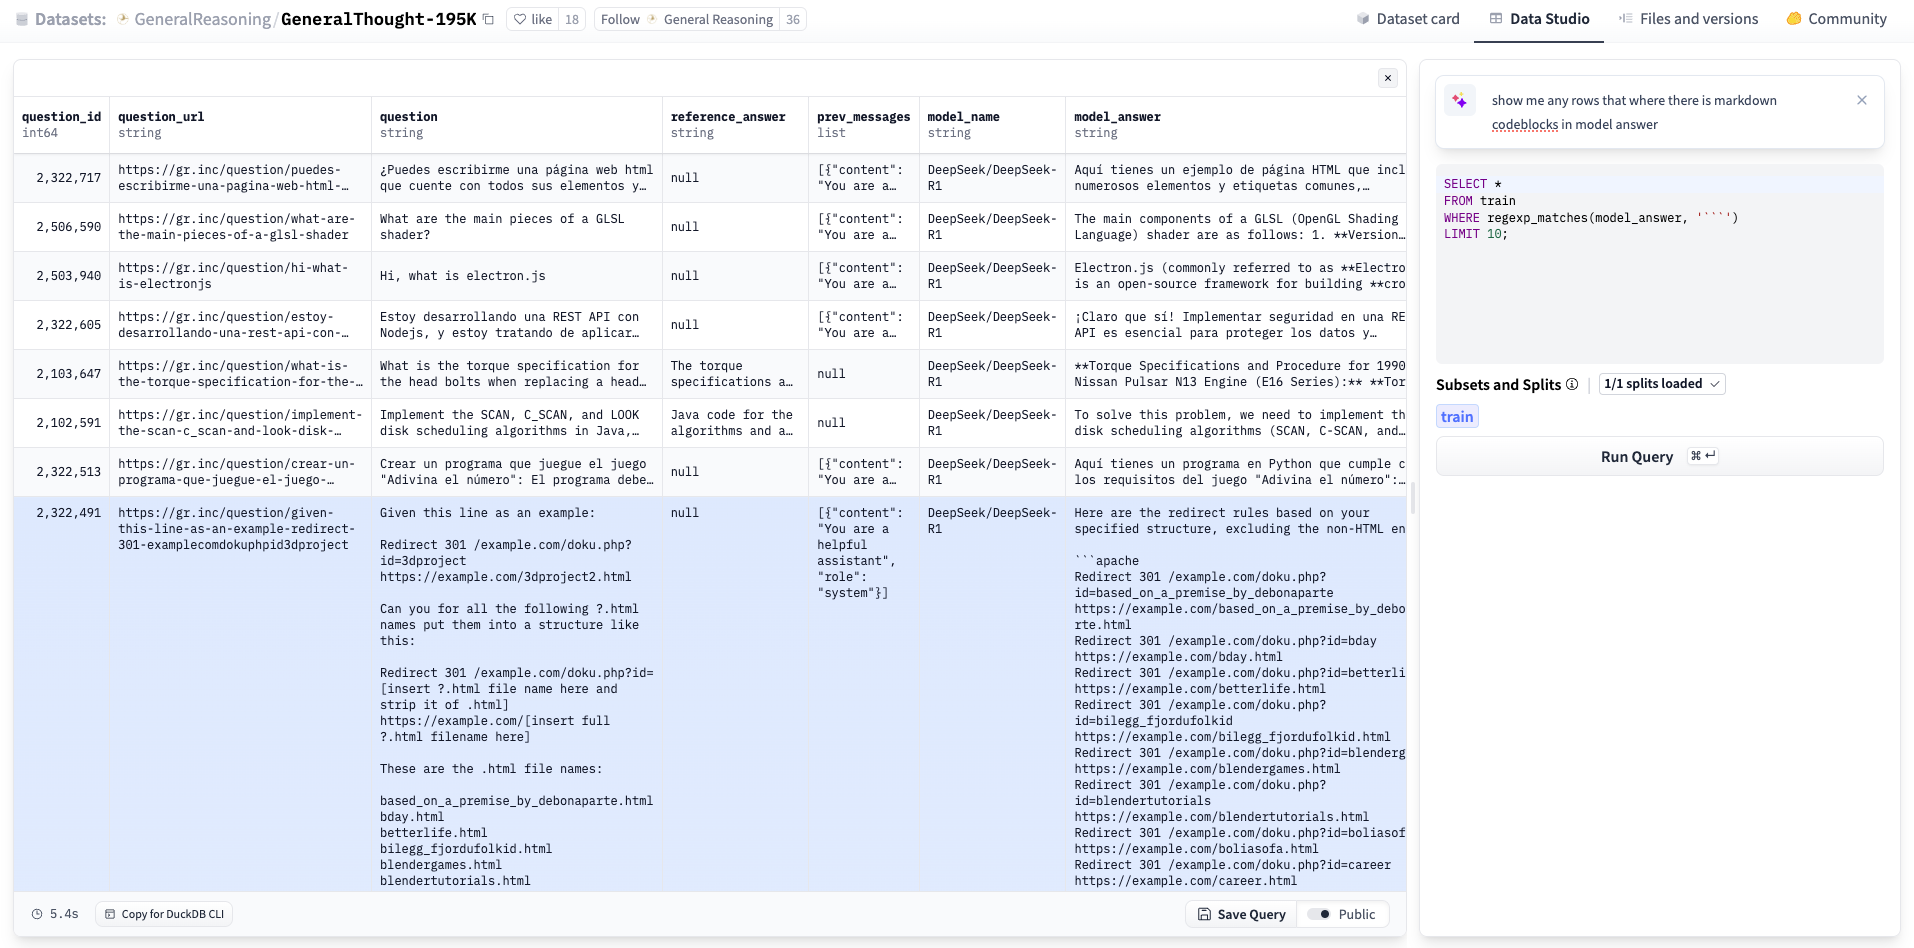 Datasets: GeneralReasoning/GeneralThought-195K like 18 Follow General Reasoning 36
Dataset card Data Studio Files and versions Community
question_id question_url question reference_answer prev_messages model_name model_answer
int64 string string string list string string
2,322,717
https://gr.inc/question/puedes-
escribirme-una-pagina-web-html-…
¿Puedes escribirme una página web html
que cuente con todos sus elementos y…
null
[{"content":
"You are a…
DeepSeek/DeepSeek-
R1
Aquí tienes un ejemplo de página HTML que incl
numerosos elementos y etiquetas comunes,…
2,506,590
https://gr.inc/question/what-are-
the-main-pieces-of-a-glsl-shader
What are the main pieces of a GLSL
shader?
null
[{"content":
"You are a…
DeepSeek/DeepSeek-
R1
The main components of a GLSL (OpenGL Shading
Language) shader are as follows: 1. **Version…
2,503,940
https://gr.inc/question/hi-what-
is-electronjs
Hi, what is electron.js
null
[{"content":
"You are a…
DeepSeek/DeepSeek-
R1
Electron.js (commonly referred to as **Electro
is an open-source framework for building **cro
2,322,605
https://gr.inc/question/estoy-
desarrollando-una-rest-api-con-…
Estoy desarrollando una REST API con
Nodejs, y estoy tratando de aplicar…
null
[{"content":
"You are a…
DeepSeek/DeepSeek-
R1
¡Claro que sí! Implementar seguridad en una RE
API es esencial para proteger los datos y…
2,103,647
https://gr.inc/question/what-is-
the-torque-specification-for-the-…
What is the torque specification for
the head bolts when replacing a head…
The torque
specifications a…
null
DeepSeek/DeepSeek-
R1
**Torque Specifications and Procedure for 1990
Nissan Pulsar N13 Engine (E16 Series):** **Tor
2,102,591
https://gr.inc/question/implement-
the-scan-c_scan-and-look-disk-…
Implement the SCAN, C_SCAN, and LOOK
disk scheduling algorithms in Java,…
Java code for the
algorithms and a…
null
DeepSeek/DeepSeek-
R1
To solve this problem, we need to implement th
disk scheduling algorithms (SCAN, C-SCAN, and…
2,322,513
https://gr.inc/question/crear-un-
programa-que-juegue-el-juego-…
Crear un programa que juegue el juego
"Adivina el número": El programa debe…
null
[{"content":
"You are a…
DeepSeek/DeepSeek-
R1
Aquí tienes un programa en Python que cumple c
los requisitos del juego "Adivina el número":…
2,322,491
https://gr.inc/question/given-
this-line-as-an-example-redirect-
301-examplecomdokuphpid3dproject
Given this line as an example:
Redirect 301 /example.com/doku.php?
id=3dproject
https://example.com/3dproject2.html
Can you for all the following ?.html
names put them into a structure like
this:
Redirect 301 /example.com/doku.php?id=
[insert ?.html file name here and
strip it of .html]
https://example.com/[insert full
?.html filename here]
These are the .html file names:
based_on_a_premise_by_debonaparte.html
bday.html
betterlife.html
bilegg_fjordufolkid.html
blendergames.html
blendertutorials.html
null
[{"content":
"You are a
helpful
assistant",
"role":
"system"}]
DeepSeek/DeepSeek-
R1
Here are the redirect rules based on your
specified structure, excluding the non-HTML en
```apache
Redirect 301 /example.com/doku.php?
id=based_on_a_premise_by_debonaparte
https://example.com/based_on_a_premise_by_debo
rte.html
Redirect 301 /example.com/doku.php?id=bday
https://example.com/bday.html
Redirect 301 /example.com/doku.php?id=betterli
https://example.com/betterlife.html
Redirect 301 /example.com/doku.php?
id=bilegg_fjordufolkid
https://example.com/bilegg_fjordufolkid.html
Redirect 301 /example.com/doku.php?id=blenderg
https://example.com/blendergames.html
Redirect 301 /example.com/doku.php?
id=blendertutorials
https://example.com/blendertutorials.html
Redirect 301 /example.com/doku.php?id=boliasof
https://example.com/boliasofa.html
Redirect 301 /example.com/doku.php?id=career
https://example.com/career.html
5.4s Copy for DuckDB CLI Save Query Public
show me any rows that where there is markdown
codeblocks in model answer
SELECT *
FROM train
WHERE regexp_matches(model_answer, '```')
LIMIT 10;
Subsets and Splits 1/1 splits loaded
train
Run Query ⌘ ↵